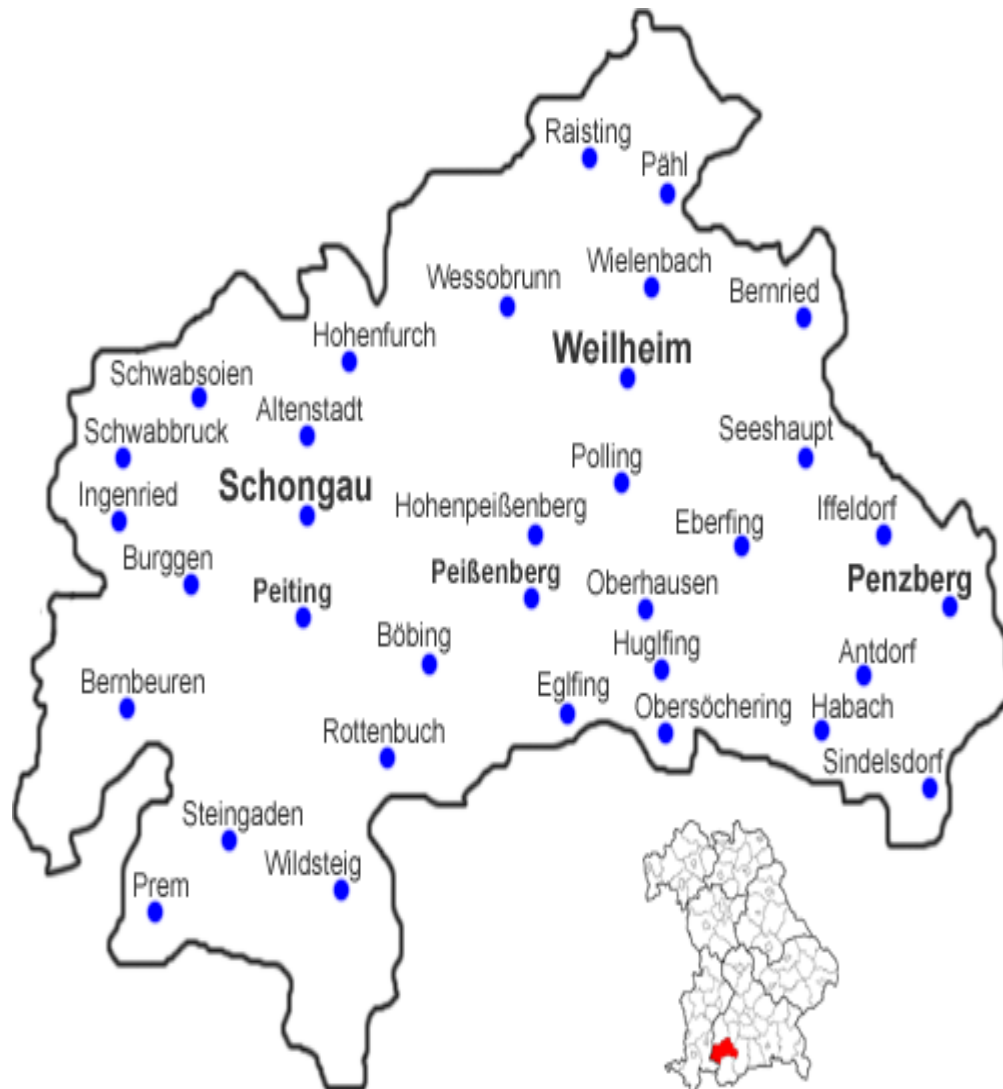 Raisting
Pähl
Wielenbach
Wessobrunn
Bernried
Hohenfurch
Weilheim
Schwabsoien
Altenstadt
Schwabbruck
Seeshaupt
Polling
Schongau
Ingenried
Hohenpeißenberg
Eberfing
Iffeldorf
Burggen
Peiting
Peißenberg
Oberhausen
Penzberg
Böbing
Huglfing
Antdorf
Bernbeuren
Eglfing
Obersöchering
Habach
Rottenbuch
Sindelsdorf
Steingaden
Wildsteig
Prem